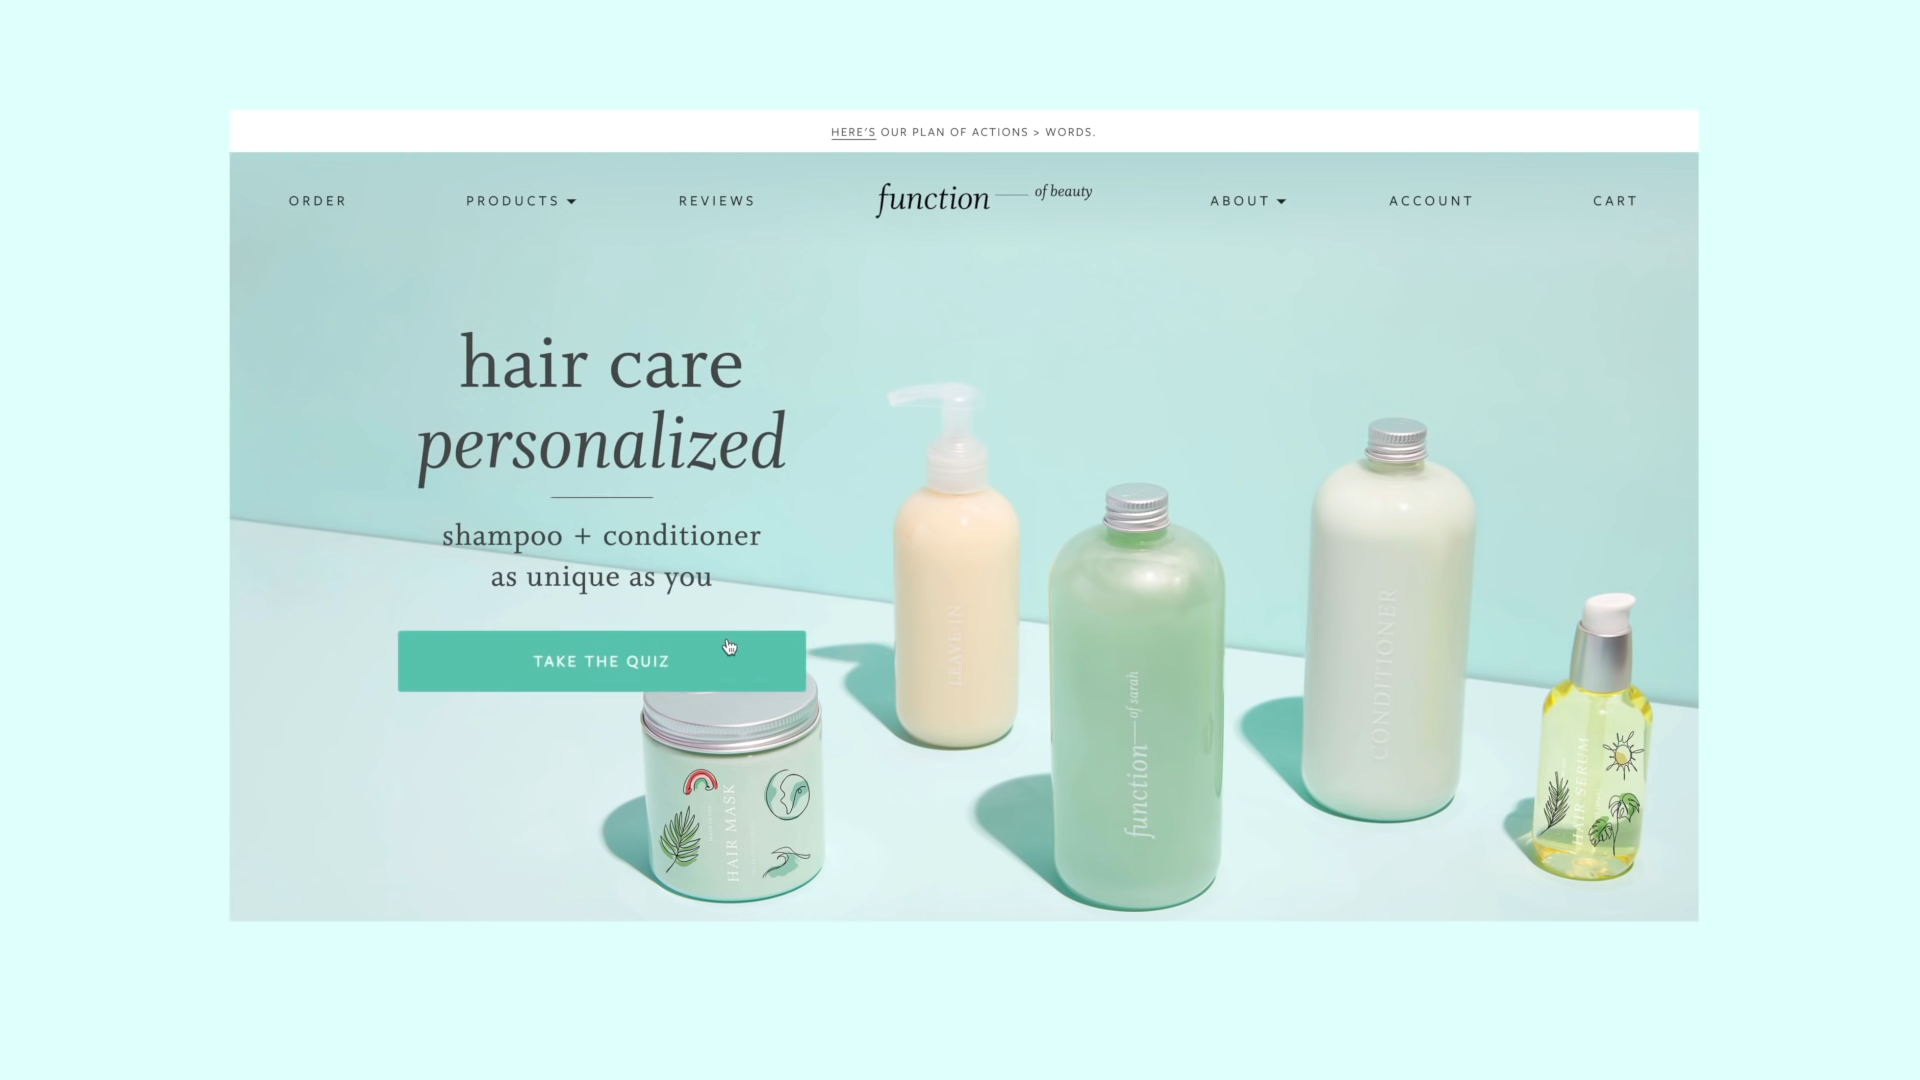 HERE'S OUR PLAN OF ACTIONS > WORDS.
ORDER
PRODUCTS
REVIEWS
function — of beauty
ABOUT
ACCOUNT
CART
hair care
personalized
shampoo + conditioner
as unique as you
TAKE THE QUIZ
HAIR MASK
LEAVE-IN
function—of sarah
CONDITIONER
HAIR SERUM